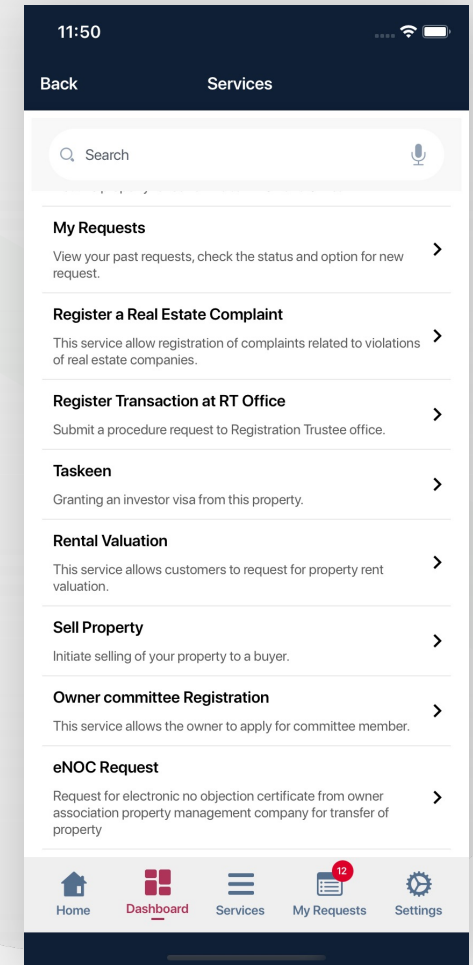 11:50
Back
Services
Search
My Requests
View your past requests, check the status and option for new
request.
Register a Real Estate Complaint
This service allow registration of complaints related to violations
of real estate companies.
Register Transaction at RT Office
Submit a procedure request to Registration Trustee office.
Taskeen
Granting an investor visa from this property.
Rental Valuation
This service allows customers to request for property rent
valuation.
Sell Property
Initiate selling of your property to a buyer.
Owner committee Registration
This service allows the owner to apply for committee member.
eNOC Request
Request for electronic no objection certificate from owner
association property management company for transfer of
property
12
Home
Dashboard
Services
My Requests
Settings